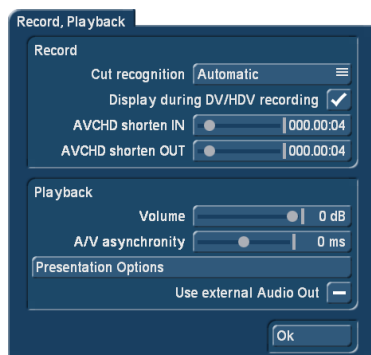 Record, Playback
Record
Cut recognition Automatic
Display during DV/HDV recording
AVCHD shorten IN 000.00:04
AVCHD shorten OUT 000.00:04
Playback
Volume 0 dB
A/V asynchronity 0 ms
Presentation Options
Use external Audio Out
Ok